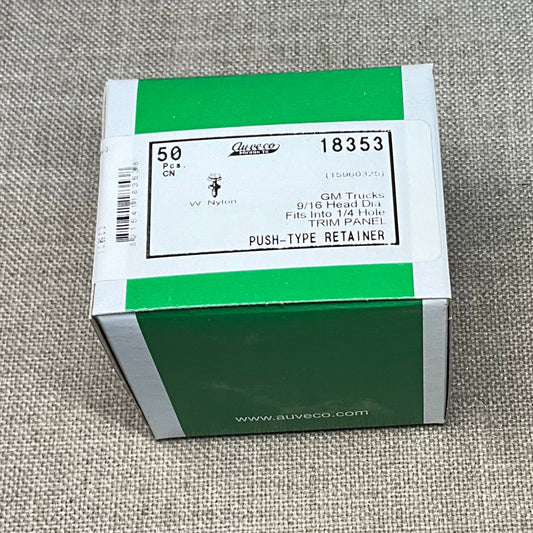 50
Pcs.
CN
auveco
PRODUCTS
18353
(15960325)
W. Nylon
GM Trucks
9/16 Head Dia
Fits Into 1/4 Hole
TRIM PANEL
PUSH-TYPE RETAINER
www.auveco.com